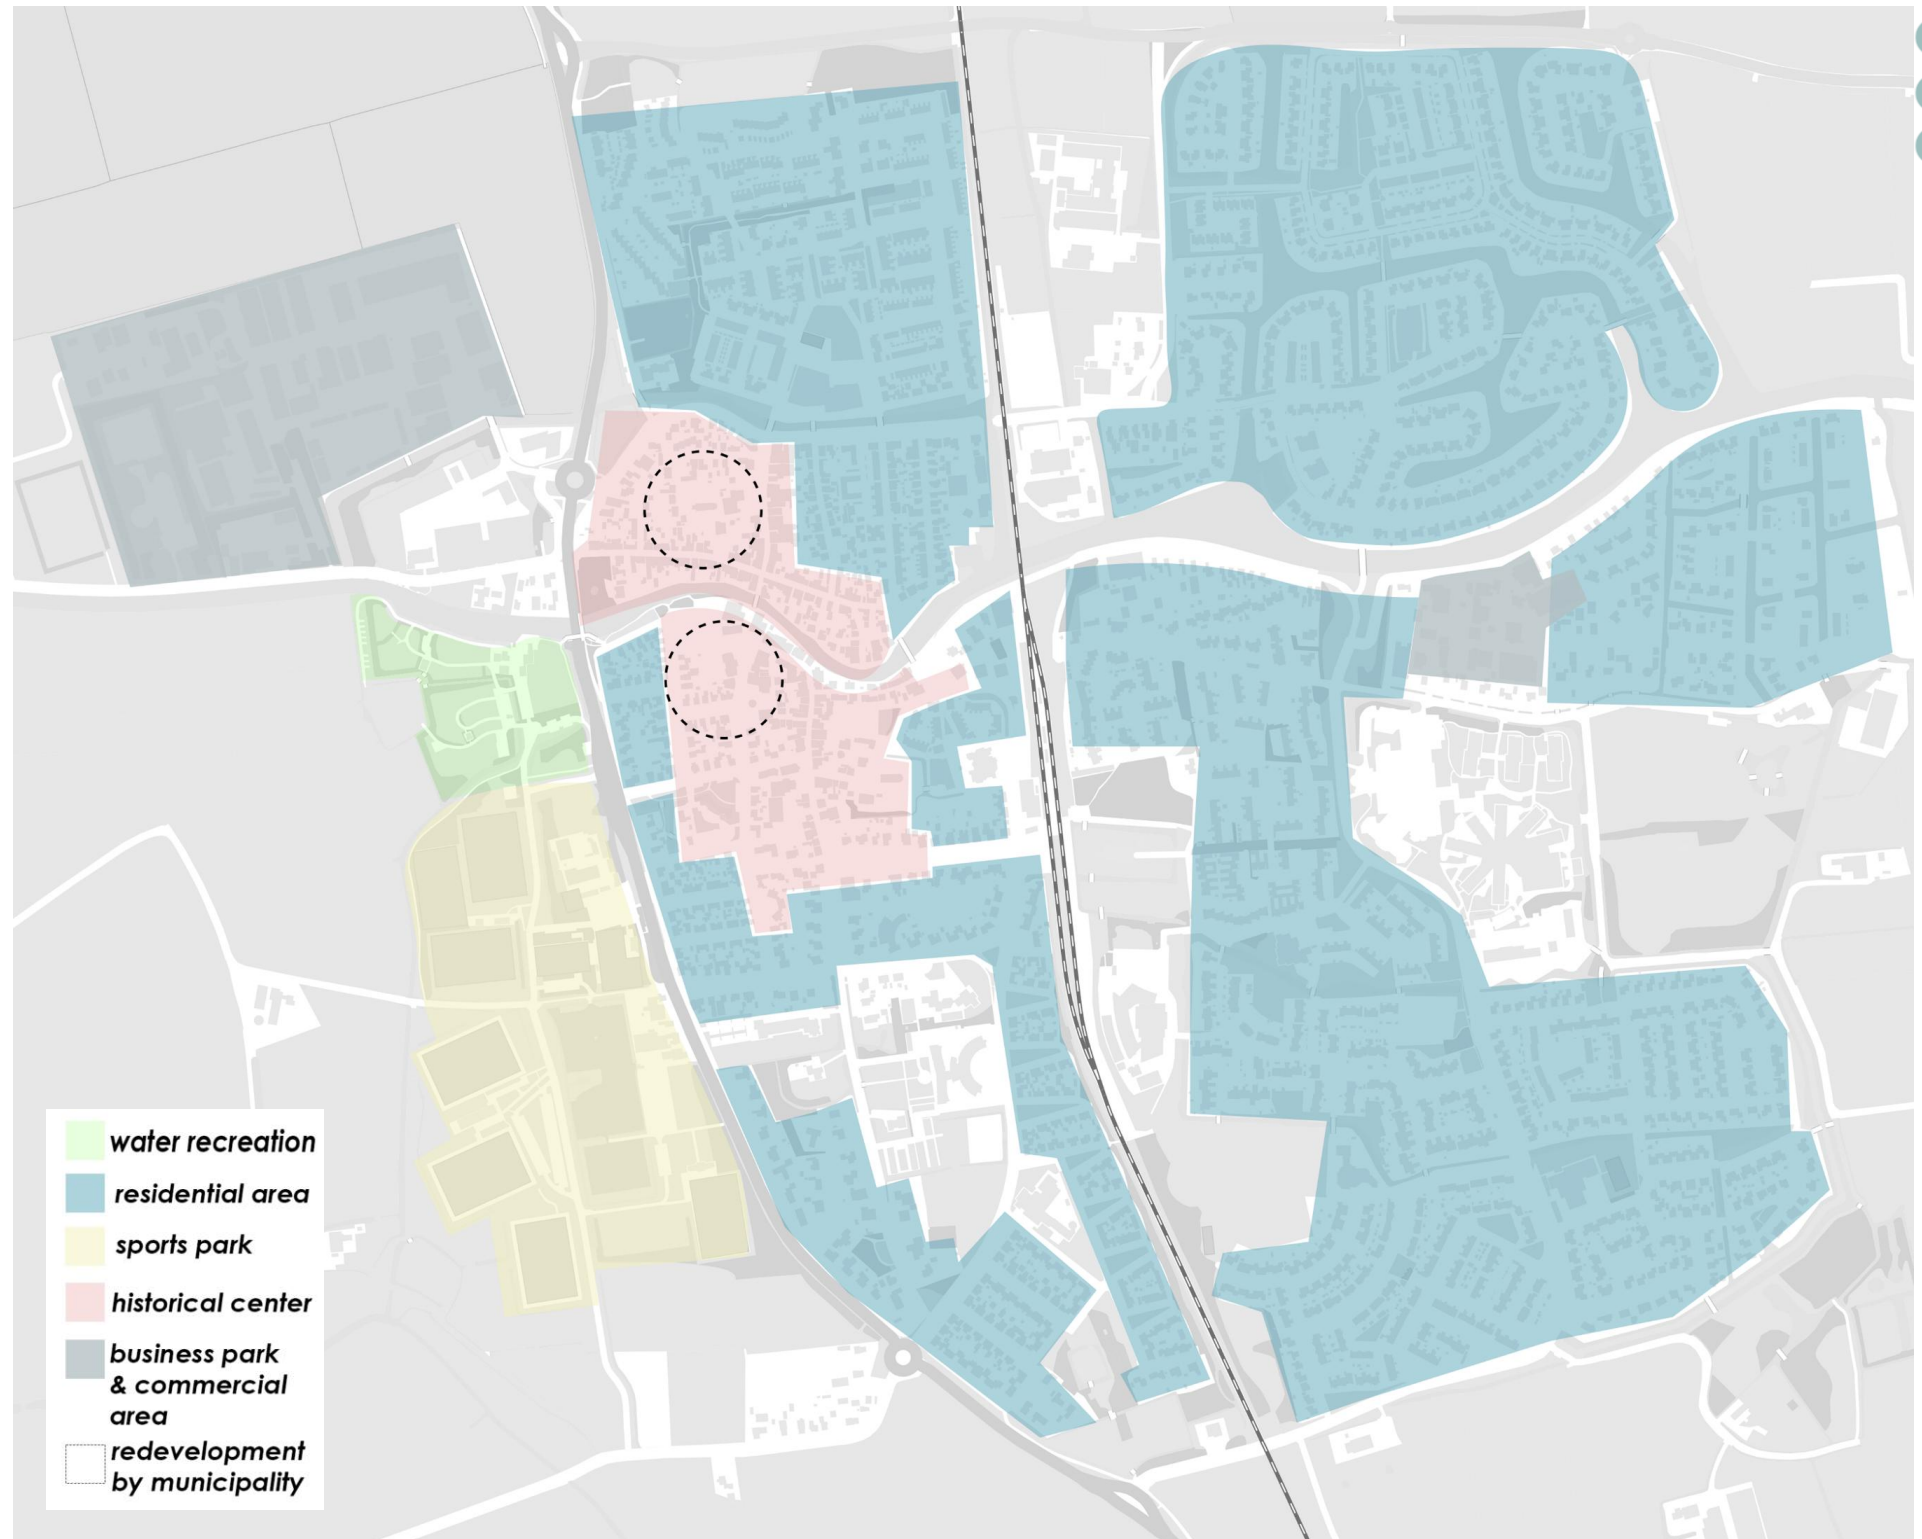 water recreation
residential area
sports park
historical center
business park
& commercial
area
redevelopment
by municipality